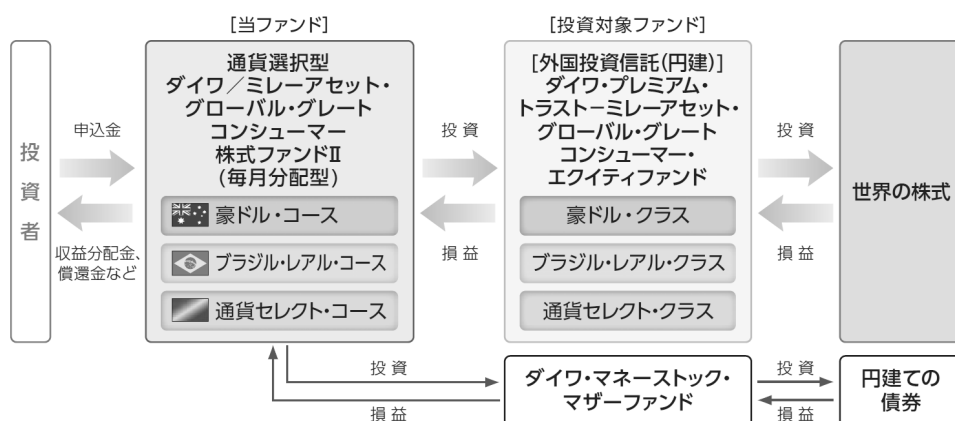 [当ファンド]
[投資対象ファンド]
投資者
申込金
収益分配金、
償還金など
通貨選択型
ダイワ／ミレーアセット・
グローバル・グレート
コンシューマー
株式ファンドⅡ
(毎月分配型)
豪ドル・コース
ブラジル・レアル・コース
通貨セレクト・コース
投 資
損 益
[外国投資信託(円建)]
ダイワ・プレミアム・
トラスト－ミレーアセット・
グローバル・グレート
コンシューマー・
エクイティファンド
豪ドル・クラス
ブラジル・レアル・クラス
通貨セレクト・クラス
投 資
損 益
世界の株式
投 資
損 益
ダイワ・マネーストック・
マザーファンド
投 資
損 益
円建ての
債券